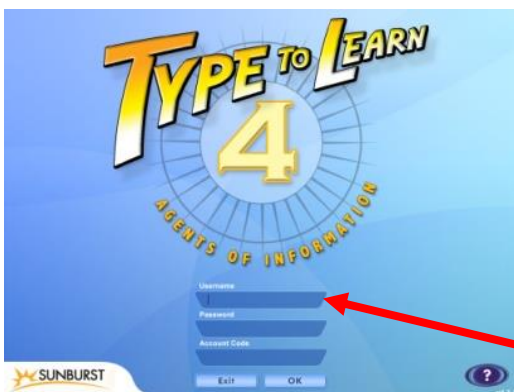 TYPE TO LEARN
4
AGENTS OF INFORMATION
Username
Password
Account Code
Exit OK
SUNBURST
?